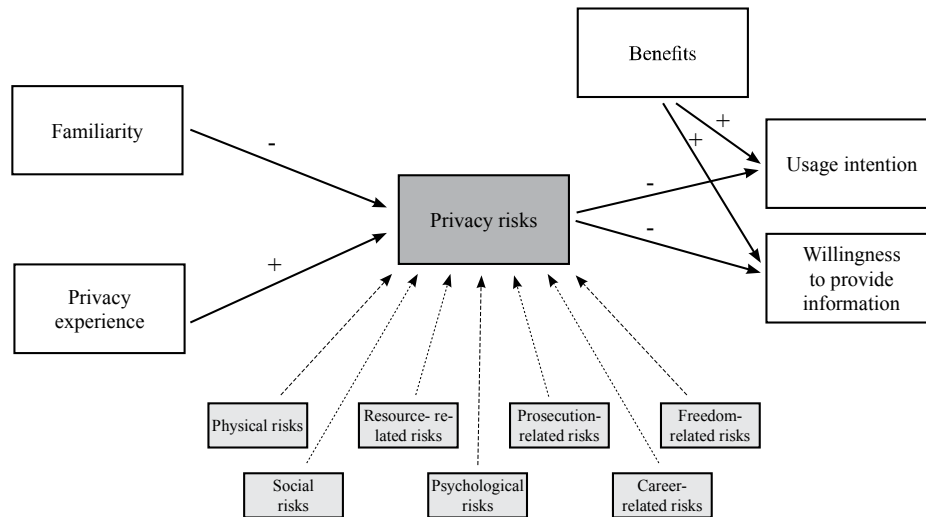 Benefits
Familiarity
-
+
+
Usage intention
-
Privacy risks
-
+
Privacy
experience
Willingness
to provide
information
Physical risks
Resource- re-
lated risks
Prosecution-
related risks
Freedom-
related risks
Social
risks
Psychological
risks
Career-
related risks